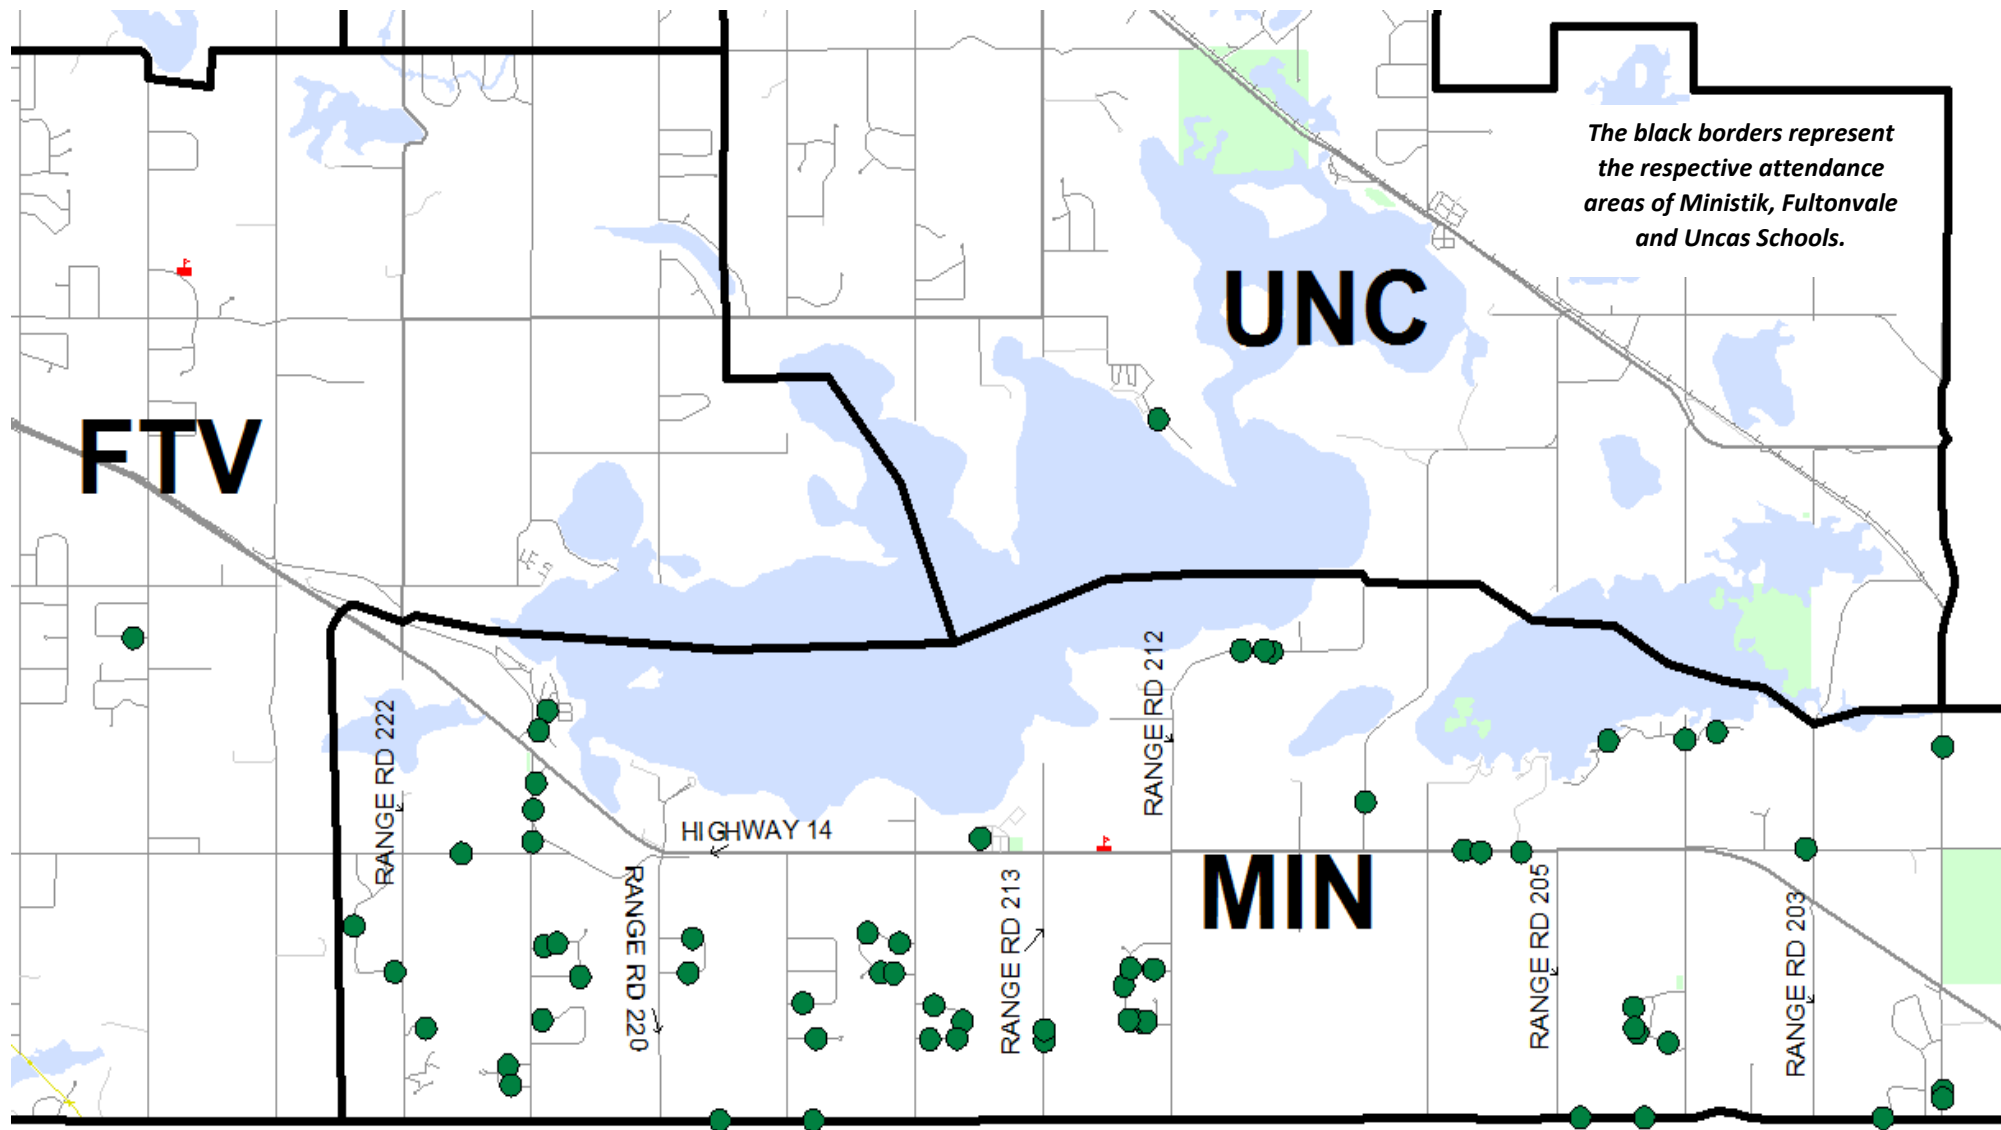 The black borders represent
the respective attendance
areas of Ministik, Fultonvale
and Uncas Schools.
UNC
FTV
RANGE RD 212
RANGE RD 222
HIGHWAY 14
MIN
RANGE RD 220
RANGE RD 213
RANGE RD 205
RANGE RD 203